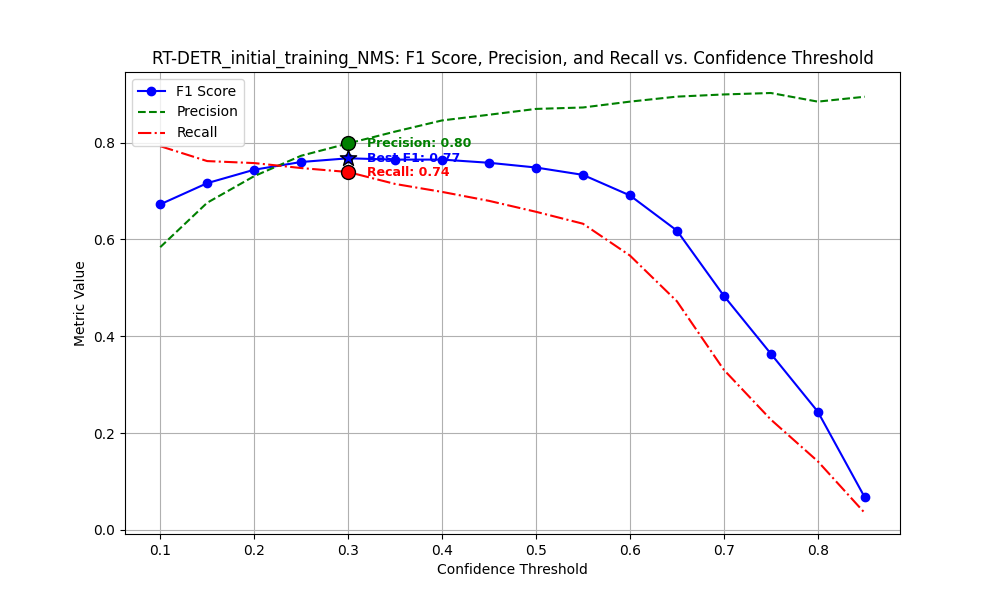 RT-DETR_initial_training_NMS: F1 Score, Precision, and Recall vs. Confidence Threshold
F1 Score
Precision
Recall
Precision: 0.80
Best F1: 0.77
Recall: 0.74
Metric Value
0.8
0.6
0.4
0.2
0.0
0.1 0.2 0.3 0.4 0.5 0.6 0.7 0.8
Confidence Threshold